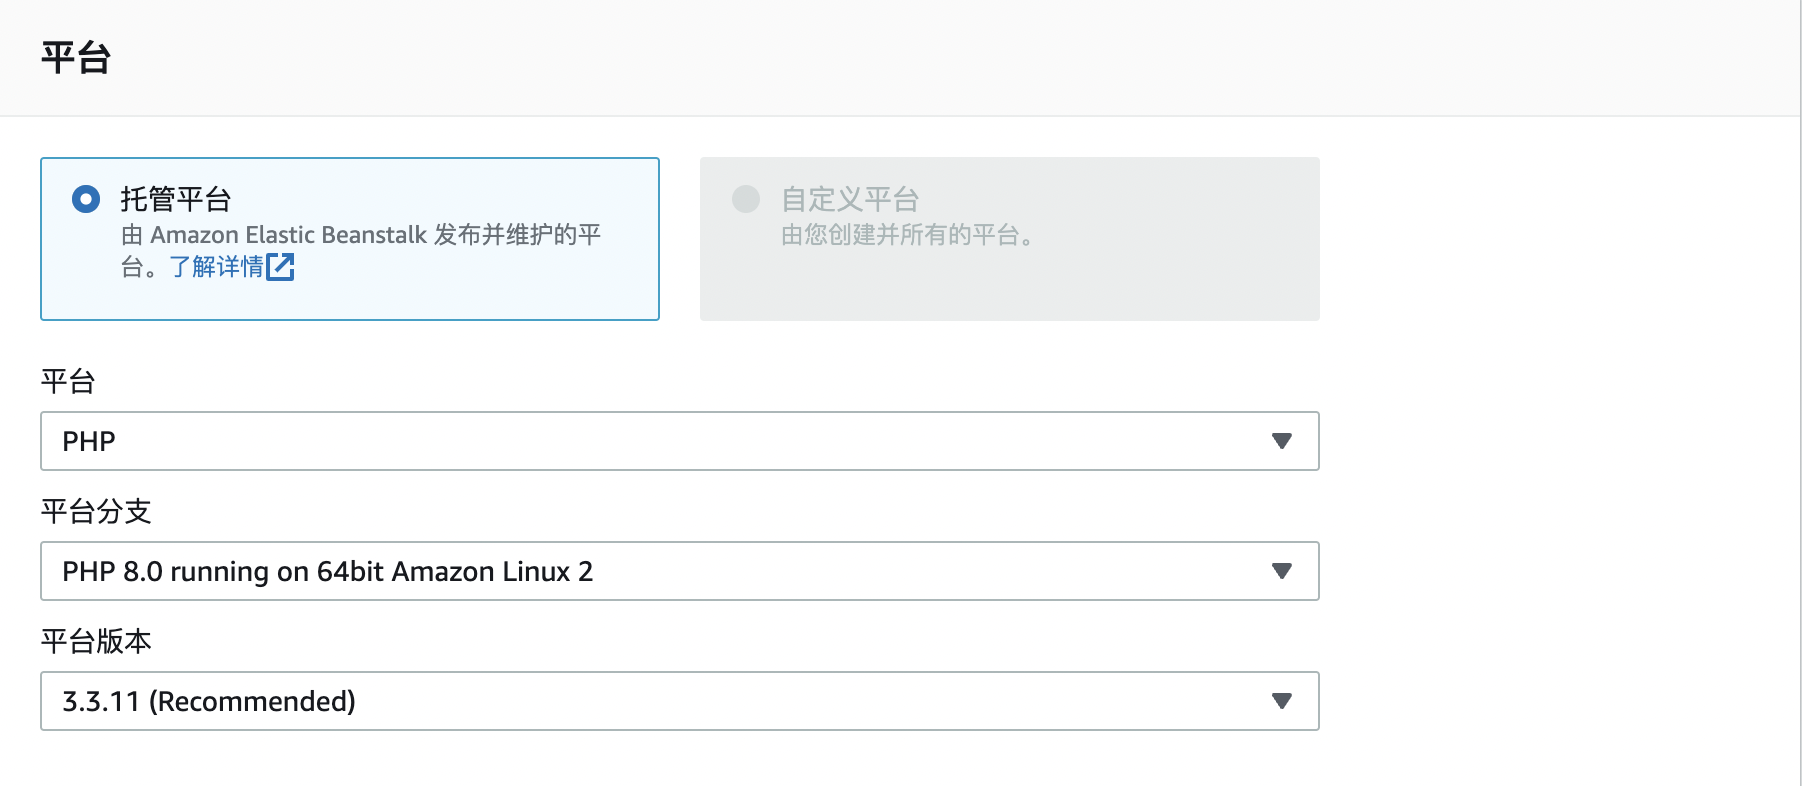 平台
托管平台
由 Amazon Elastic Beanstalk 发布并维护的平
台。了解详情
自定义平台
由您创建并所有的平台。
平台
PHP
平台分支
PHP 8.0 running on 64bit Amazon Linux 2
平台版本
3.3.11 (Recommended)